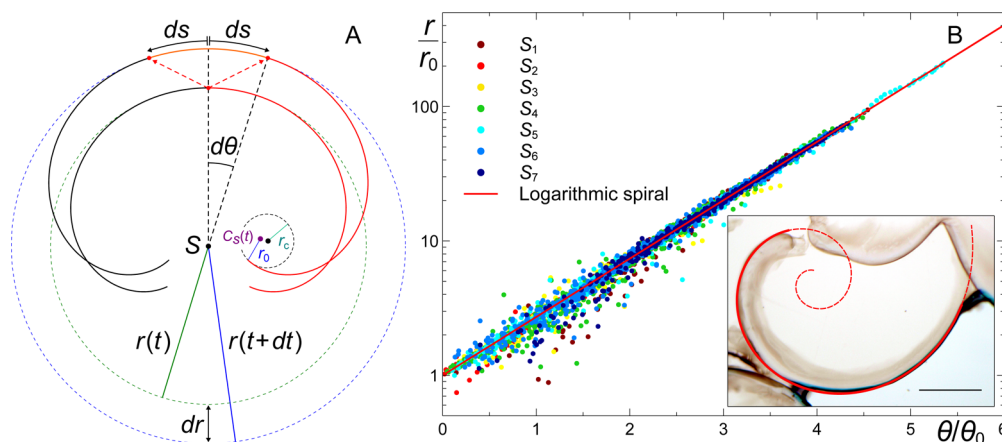 ds ds
A
dθ
S
C_S(t)
r_c
r_0
r(t)
r(t+dt)
dr
r
r_0
B
S_1
S_2
S_3
S_4
S_5
S_6
S_7
Logarithmic spiral
100
10
1
0 1 2 3 4 5 6
θ/θ_0